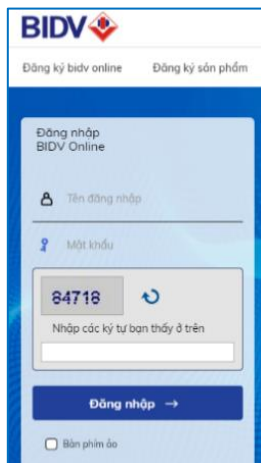 BIDV
Đăng ký bidv online Đăng ký sản phẩm
Đăng nhập
BIDV Online
Tên đăng nhập
Mật khẩu
84718
Nhập các ký tự bạn thấy ở trên
Đăng nhập →
Bàn phím ảo